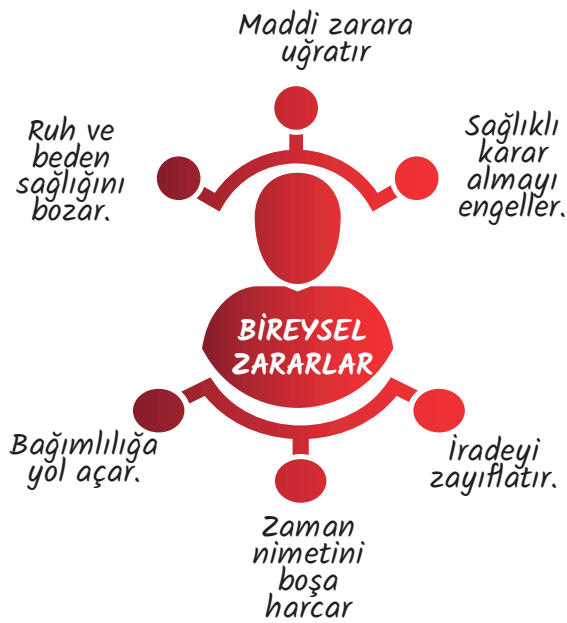 Maddi zarara
uğratır
Ruh ve
beden
sağlığını
bozar.
Sağlıklı
karar
almayı
engeller.
BİREYSEL
ZARARLAR
Bağımlılığa
yol açar.
İradeyi
zayıflatır.
Zaman
nimetini
boşa
harcar